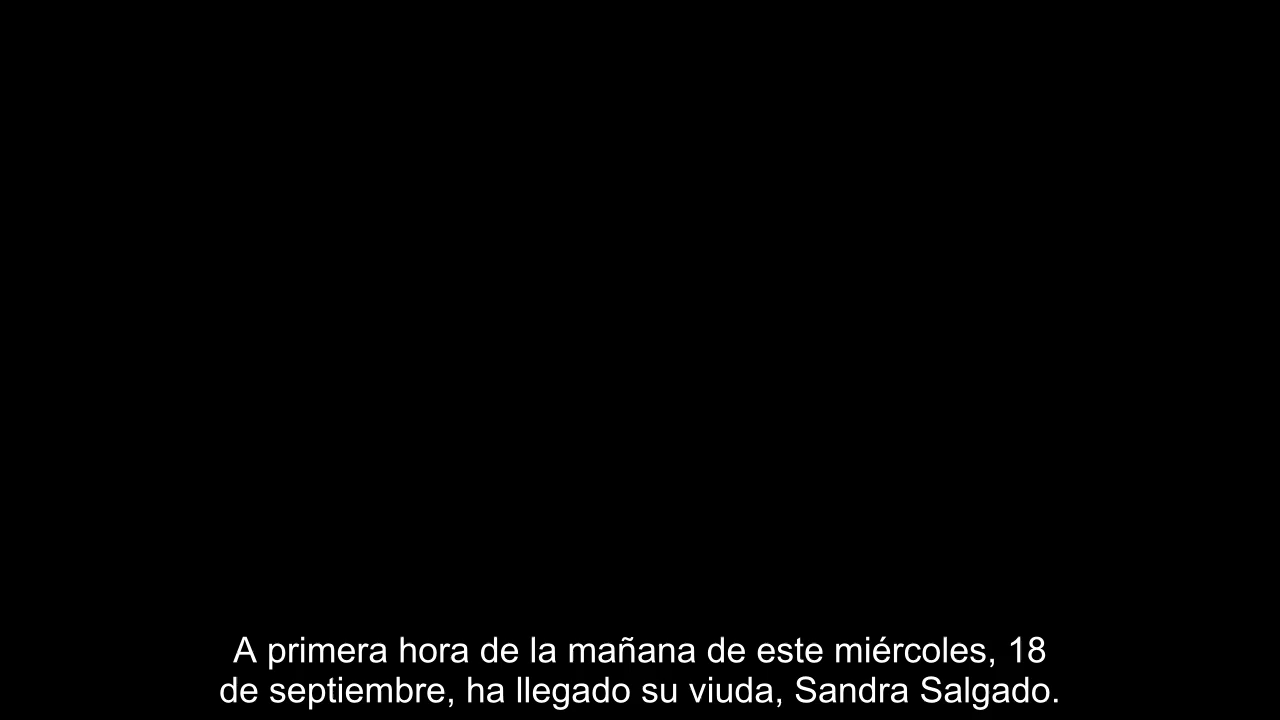 A primera hora de la mañana de este miércoles, 18
de septiembre, ha llegado su viuda, Sandra Salgado.